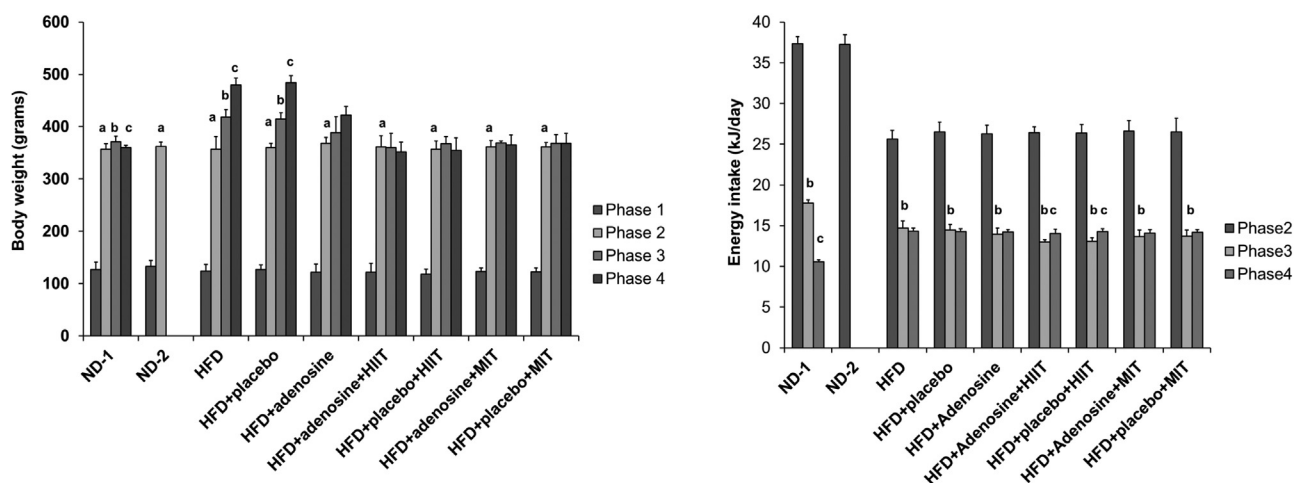 Body weight (grams)
600
500
400
300
200
100
0
a b c
a
a
b
c
a
b
c
a
a
a
a
a
ND-1
ND-2
HFD
HFD+placebo
HFD+adenosine
HFD+adenosine+HIIT
HFD+placebo+HIIT
HFD+adenosine+MIT
HFD+placebo+MIT
Phase 1
Phase 2
Phase 3
Phase 4
Energy intake (kJ/day)
40
35
30
25
20
15
10
5
0
b
c
b
b
b
b c
b c
b
b
ND-1
ND-2
HFD
HFD+placebo
HFD+Adenosine
HFD+Adenosine+HIIT
HFD+placebo+HIIT
HFD+Adenosine+MIT
HFD+placebo+MIT
Phase2
Phase3
Phase4